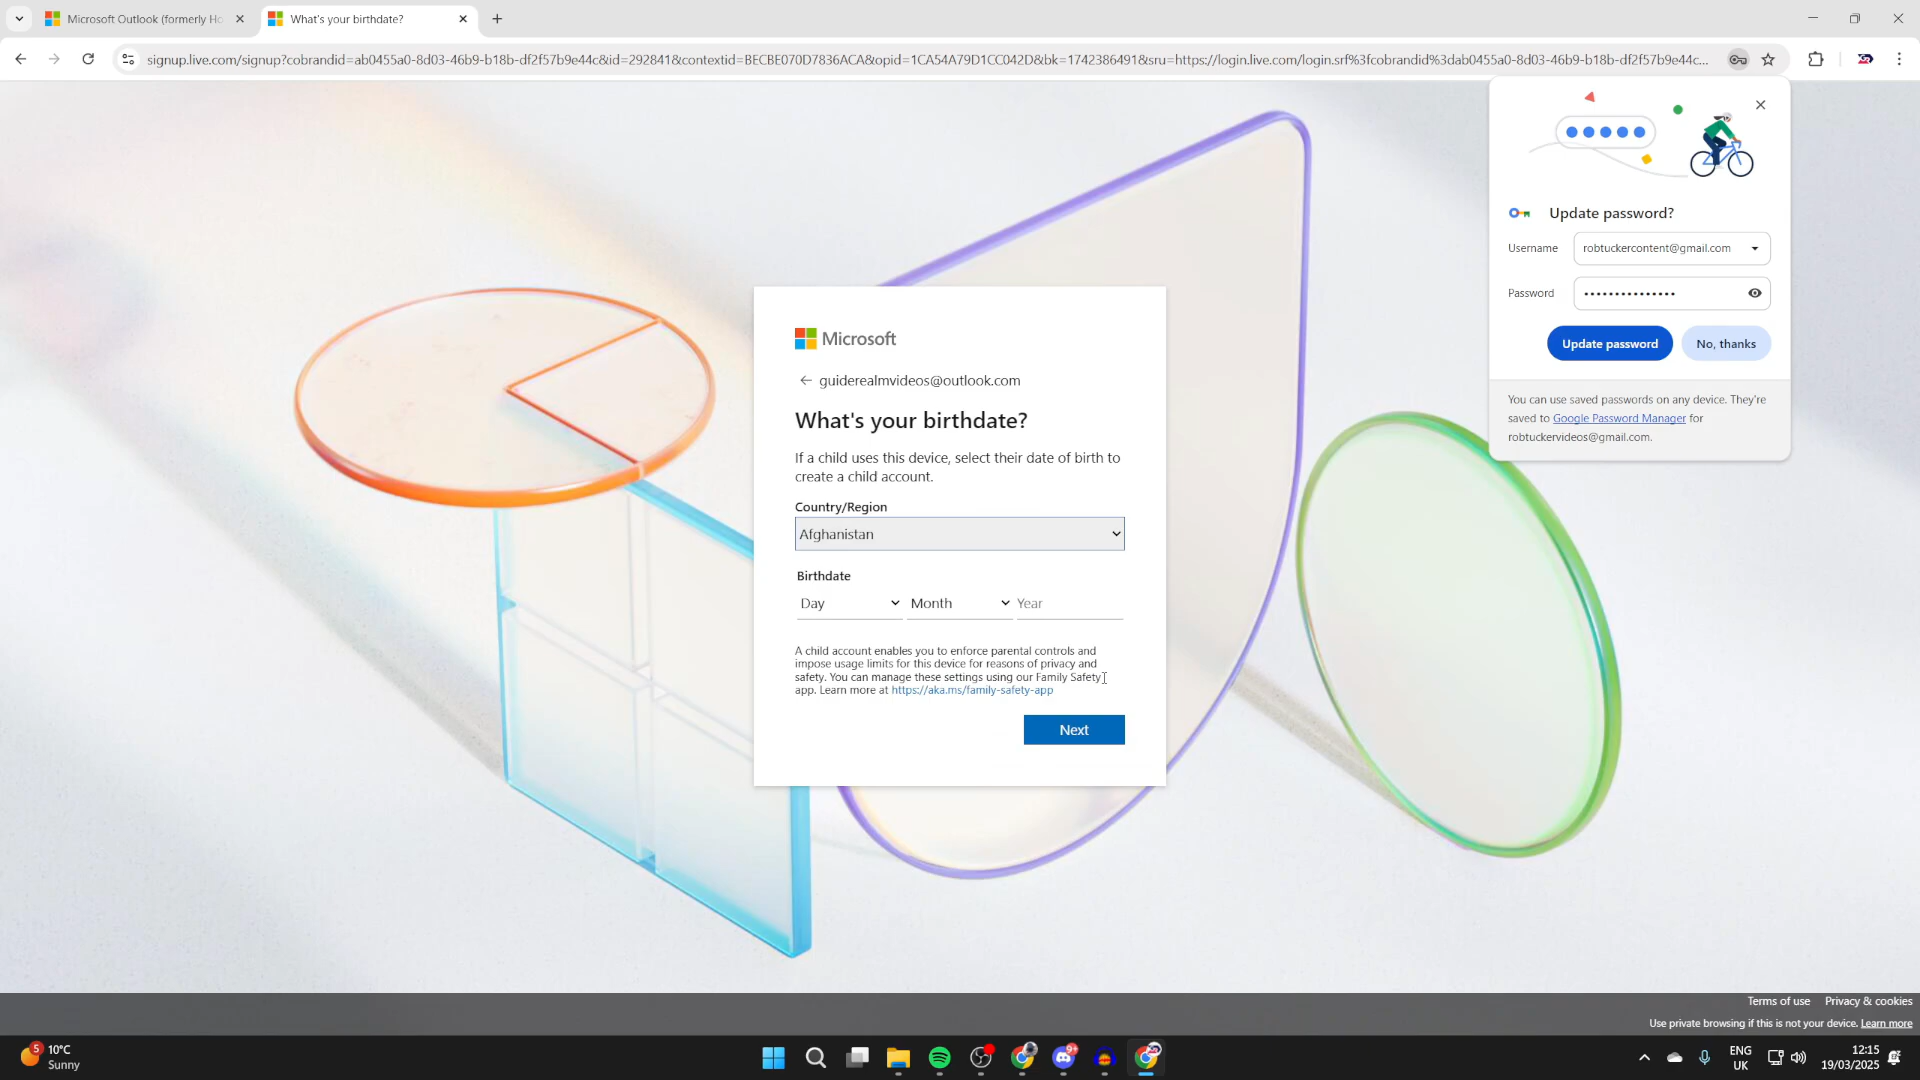 Microsoft Outlook (formerly Ho
What's your birthdate?
signup.live.com/signup?cobrandid=ab0455a0-8d03-46b9-b18b-df2f57b9e44c&id=292841&contextid=BECBE070D7836ACA&opid=1CA54A79D1CC042D&bk=1742386491&sru=https://login.live.com/login.srf%3fcobrandid%3dab0455a0-8d03-46b9-b18b-df2f57b9e44c...
Update password?
Username
robtuckercontent@gmail.com
Password
•••••••••••••••
Update password
No, thanks
You can use saved passwords on any device. They're
saved to Google Password Manager for
robtuckervideos@gmail.com.
Microsoft
guiderealmvideos@outlook.com
What's your birthdate?
If a child uses this device, select their date of birth to
create a child account.
Country/Region
Afghanistan
Birthdate
Day
Month
Year
A child account enables you to enforce parental controls and
impose usage limits for this device for reasons of privacy and
safety. You can manage these settings using our Family Safety
app. Learn more at https://aka.ms/family-safety-app
Next
Terms of use
Privacy & cookies
Use private browsing if this is not your device. Learn more
5
10°C
Sunny
9+
ENG
UK
12:15
19/03/2025